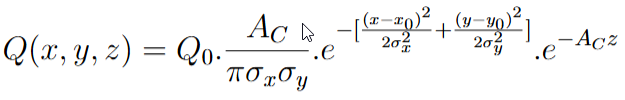 $Q(x, y, z) = Q_0 . \frac{A_C}{\pi \sigma_x \sigma_y} . e^{-[\frac{(x-x_0)^2}{2\sigma_x^2} + \frac{(y-y_0)^2}{2\sigma_y^2}]} . e^{-A_C z}$